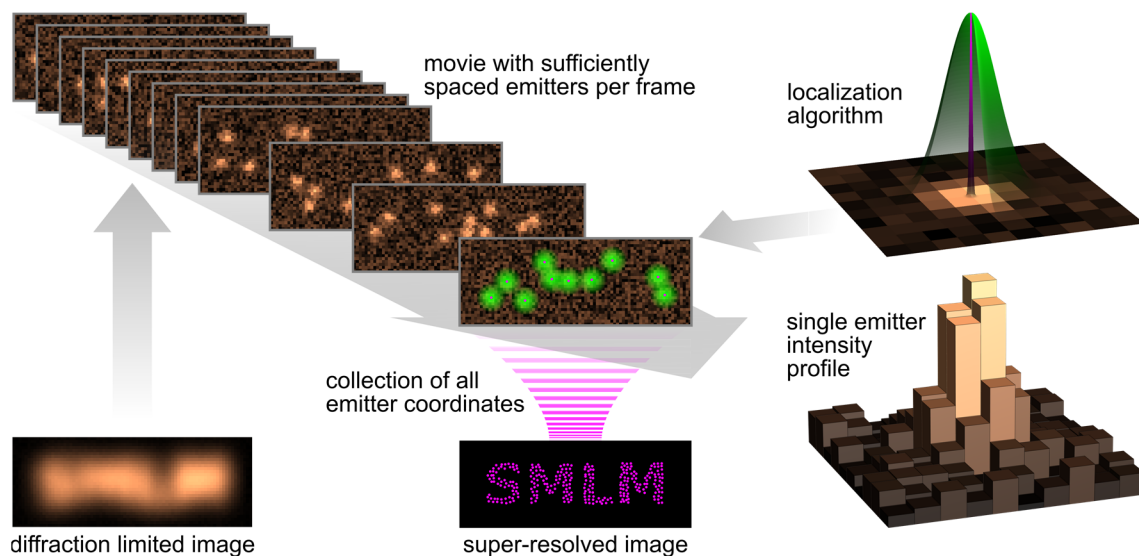 movie with sufficiently
spaced emitters per frame
localization
algorithm
single emitter
intensity
profile
collection of all
emitter coordinates
SMLM
diffraction limited image
super-resolved image